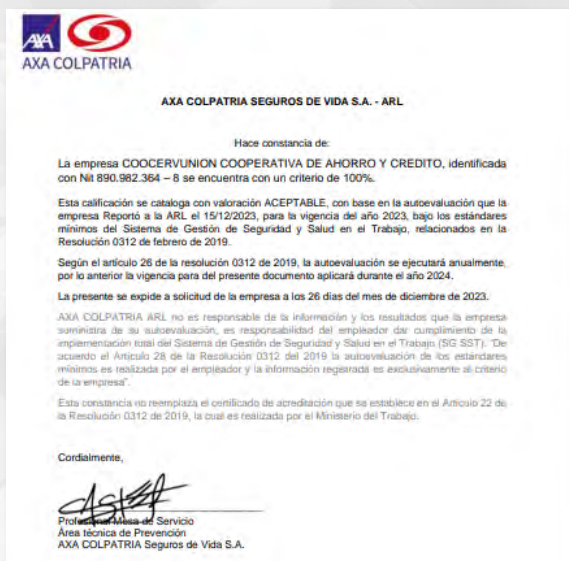 AXA
AXA COLPATRIA
AXA COLPATRIA SEGUROS DE VIDA S.A. - ARL
Hace constancia de:
La empresa COOCERVUNION COOPERATIVA DE AHORRO Y CREDITO, identificada
con Nit 890.982.364 – 8 se encuentra con un criterio de 100%.
Esta calificación se cataloga con valoración ACEPTABLE, con base en la autoevaluación que la
empresa Reportó a la ARL el 15/12/2023, para la vigencia del año 2023, bajo los estándares
mínimos del Sistema de Gestión de Seguridad y Salud en el Trabajo, relacionados en la
Resolución 0312 de febrero de 2019.
Según el artículo 26 de la resolución 0312 de 2019, la autoevaluación se ejecutará anualmente,
por lo anterior la vigencia para del presente documento aplicará durante el año 2024.
La presente se expide a solicitud de la empresa a los 26 días del mes de diciembre de 2023.
AXA COLPATRIA ARL no es responsable de la información y los resultados que la empresa
suministra de su autoevaluación, es responsabilidad del empleador dar cumplimiento de la
implementación total del Sistema de Gestión de Seguridad y Salud en el Trabajo (SG SST). "De
acuerdo el Artículo 28 de la Resolución 0312 del 2019 la autoevaluación de los estándares
mínimos es realizada por el empleador y la información registrada es exclusivamente al criterio
de la empresa".
Esta constancia no reemplaza el certificado de acreditación que se establece en el Artículo 22 de
la Resolución 0312 de 2019, la cual es realizada por el Ministerio del Trabajo.
Cordialmente,
Profesional Mesa de Servicio
Área técnica de Prevención
AXA COLPATRIA Seguros de Vida S.A.